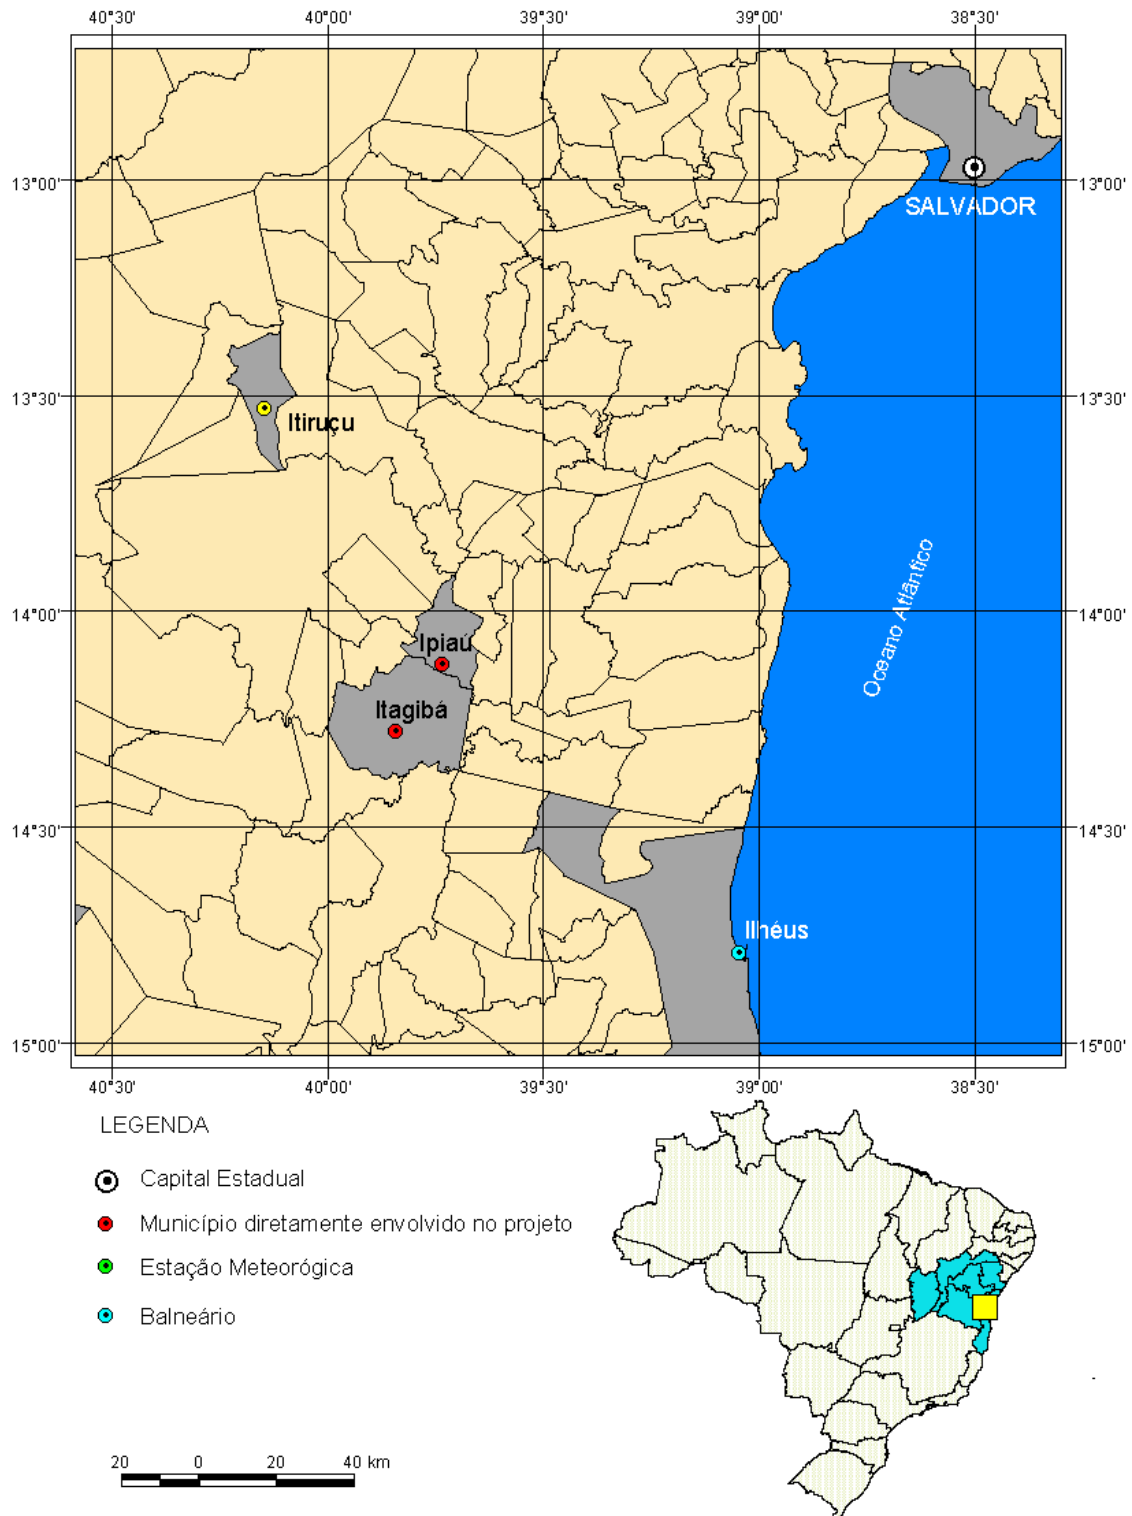 40°30' 40°00' 39°30' 39°00' 38°30'
13°00' 13°00'
SALVADOR
13°30' 13°30'
Itiruçu
Oceano Atlântico
14°00' 14°00'
Ipiaú
Itagibá
14°30' 14°30'
Ilhéus
15°00' 15°00'
40°30' 40°00' 39°30' 39°00' 38°30'
LEGENDA
Capital Estadual
Município diretamente envolvido no projeto
Estação Meteorógica
Balneário
20 0 20 40 km